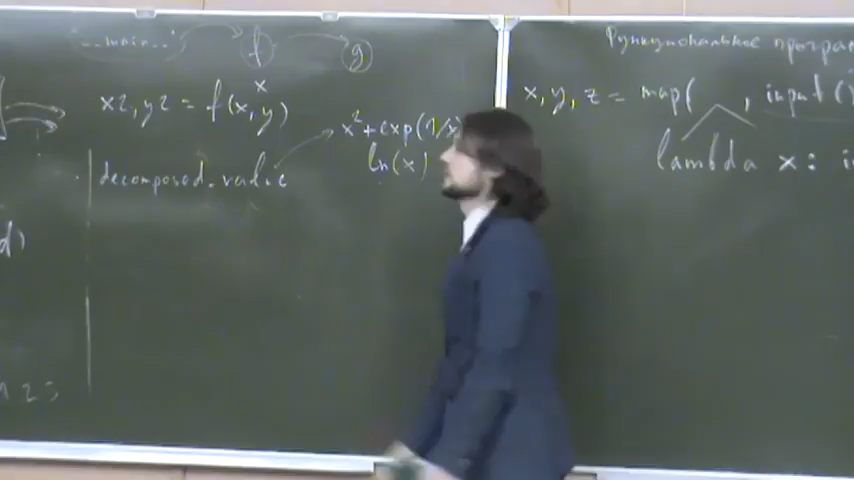 __main__ f g
x2, y2 = f(x, y)
x
x² + exp(1/x)
ln(x)
decomposed_value
d)
Функциональное програ
x, y, z = map( , input()
lambda x: i